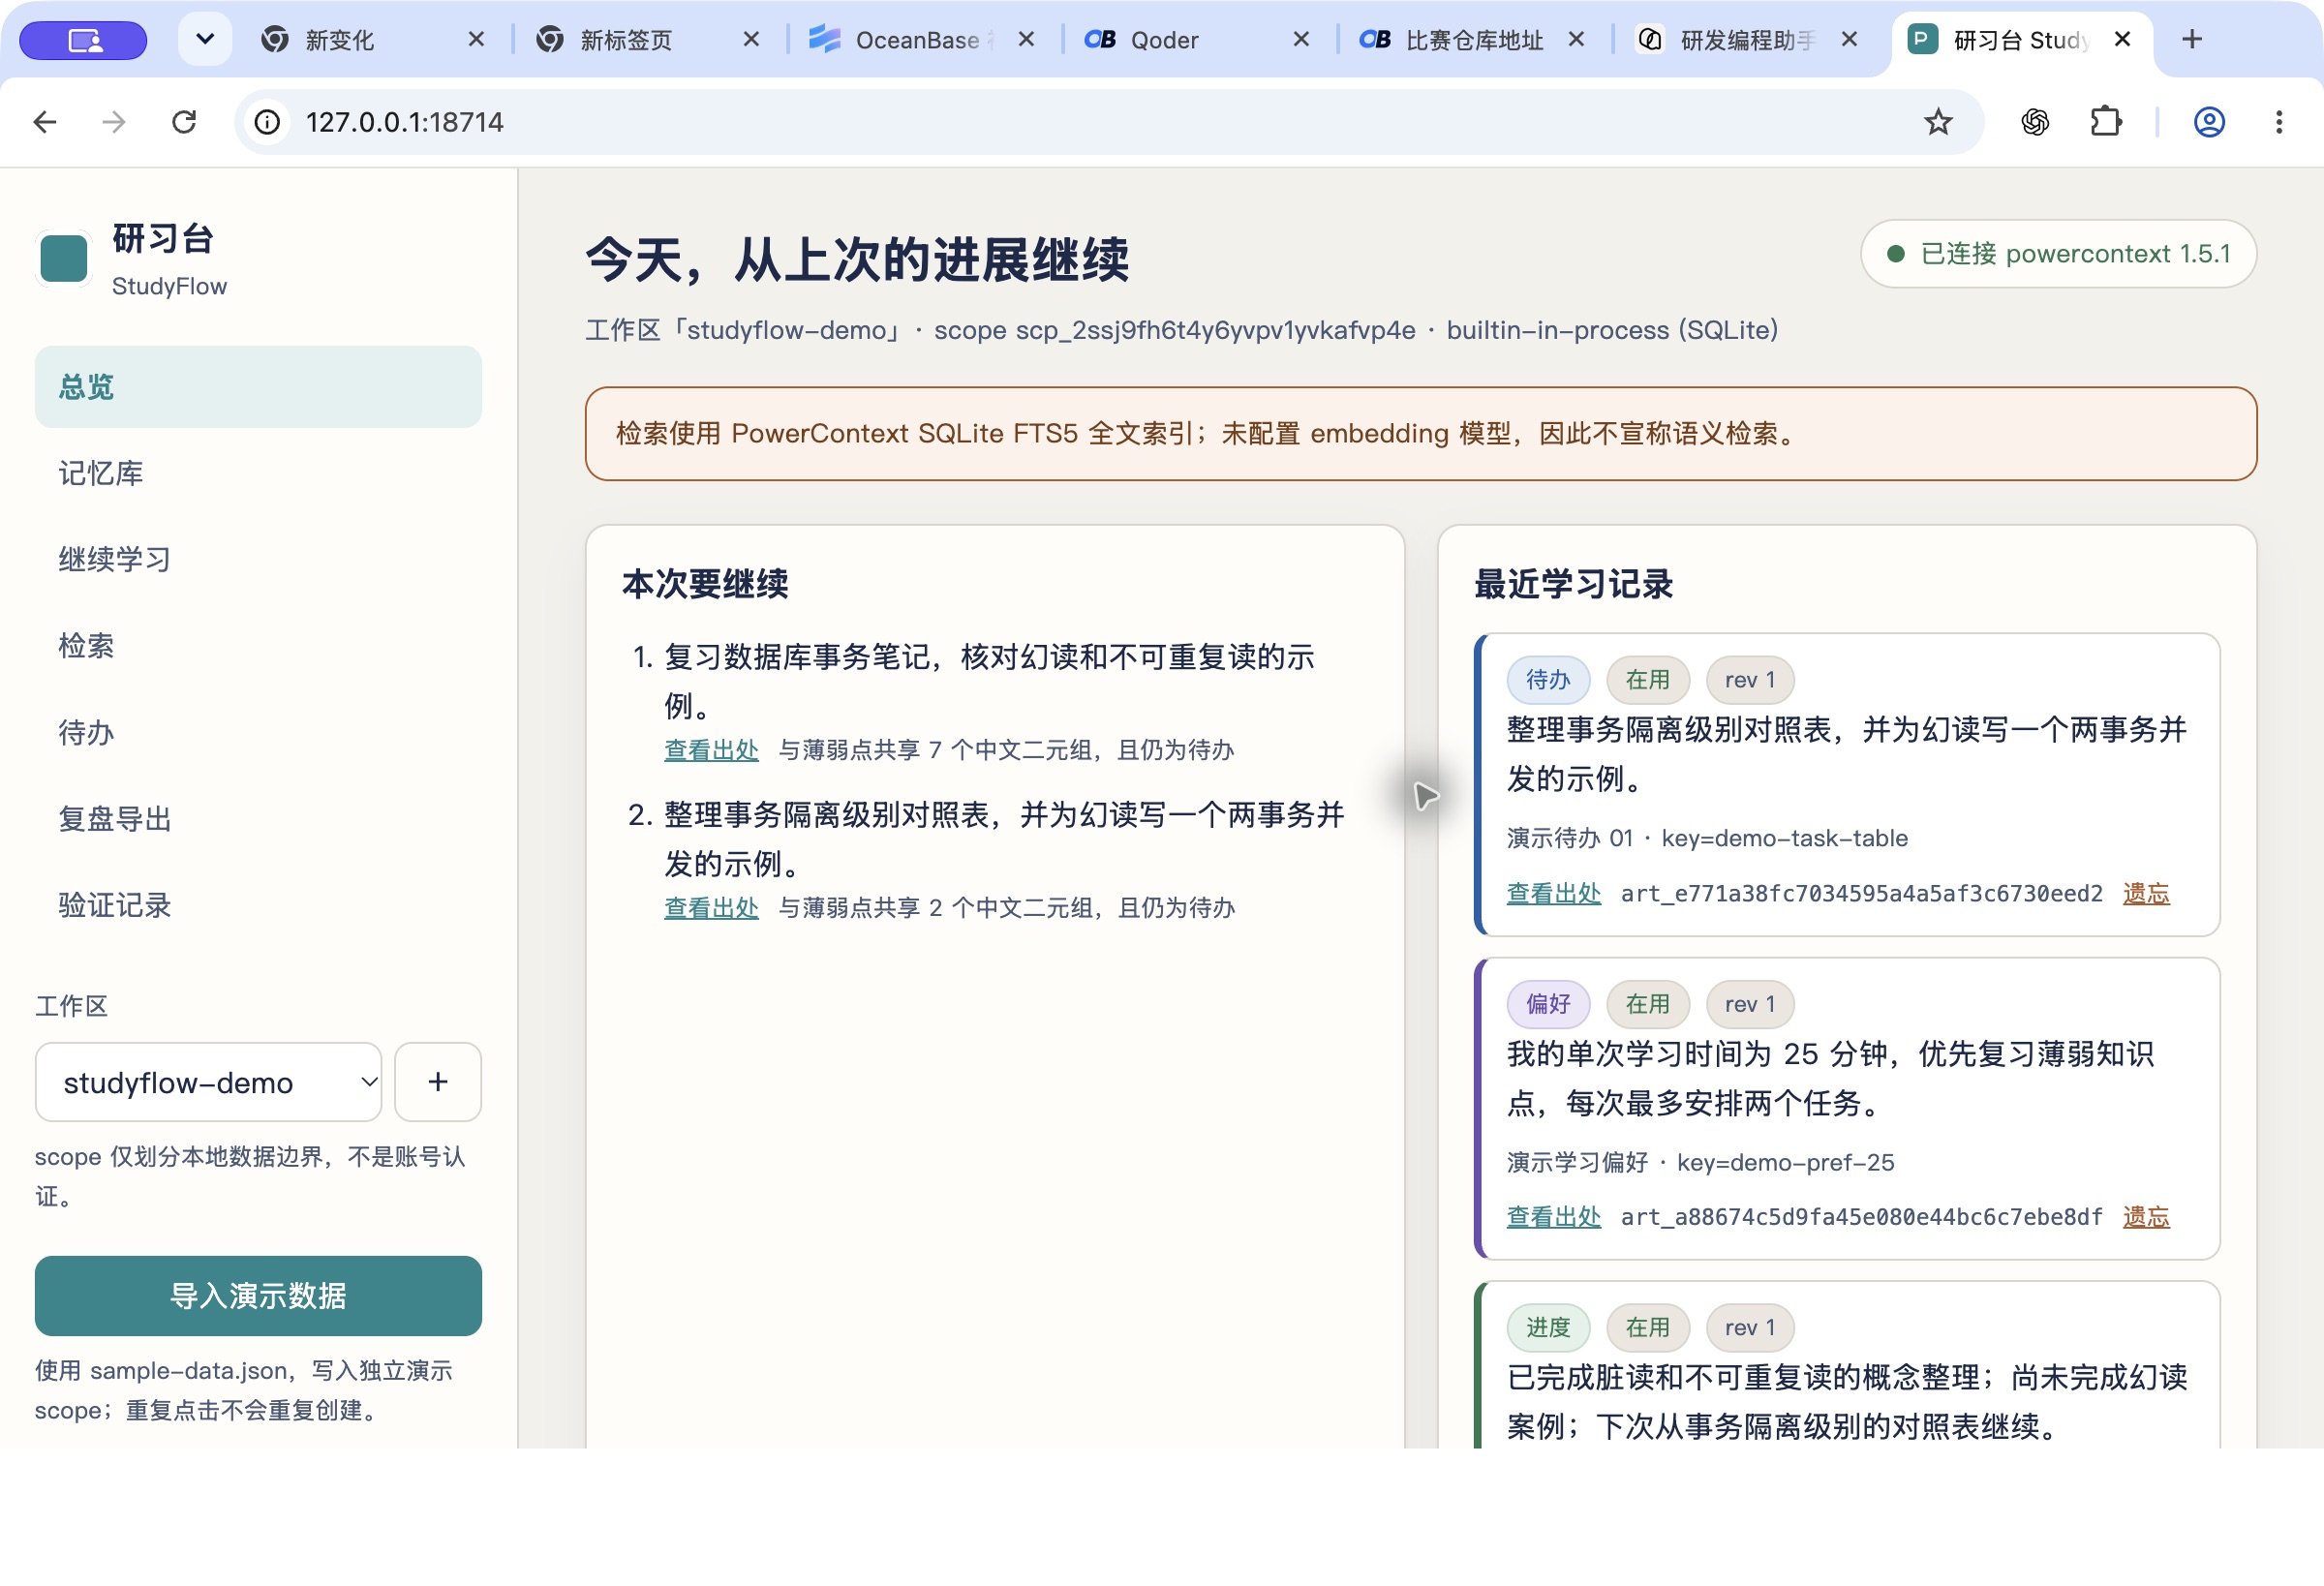 新变化
新标签页
OceanBase
Qoder
比赛仓库地址
研发编程助手
研习台 Study
127.0.0.1:18714
研习台
StudyFlow
总览
记忆库
继续学习
检索
待办
复盘导出
验证记录
工作区
studyflow-demo
+
scope 仅划分本地数据边界，不是账号认
证。
导入演示数据
使用 sample-data.json，写入独立演示
scope；重复点击不会重复创建。
今天，从上次的进展继续
已连接 powercontext 1.5.1
工作区「studyflow-demo」 · scope scp_2ssj9fh6t4y6yvpv1yvkafvp4e · builtin-in-process (SQLite)
检索使用 PowerContext SQLite FTS5 全文索引；未配置 embedding 模型，因此不宣称语义检索。
本次要继续
1. 复习数据库事务笔记，核对幻读和不可重复读的示
例。
查看出处 与薄弱点共享 7 个中文二元组，且仍为待办
2. 整理事务隔离级别对照表，并为幻读写一个两事务并
发的示例。
查看出处 与薄弱点共享 2 个中文二元组，且仍为待办
最近学习记录
待办 在用 rev 1
整理事务隔离级别对照表，并为幻读写一个两事务并
发的示例。
演示待办 01 · key=demo-task-table
查看出处 art_e771a38fc7034595a4a5af3c6730eed2 遗忘
偏好 在用 rev 1
我的单次学习时间为 25 分钟，优先复习薄弱知识
点，每次最多安排两个任务。
演示学习偏好 · key=demo-pref-25
查看出处 art_a88674c5d9fa45e080e44bc6c7ebe8df 遗忘
进度 在用 rev 1
已完成脏读和不可重复读的概念整理；尚未完成幻读
案例；下次从事务隔离级别的对照表继续。